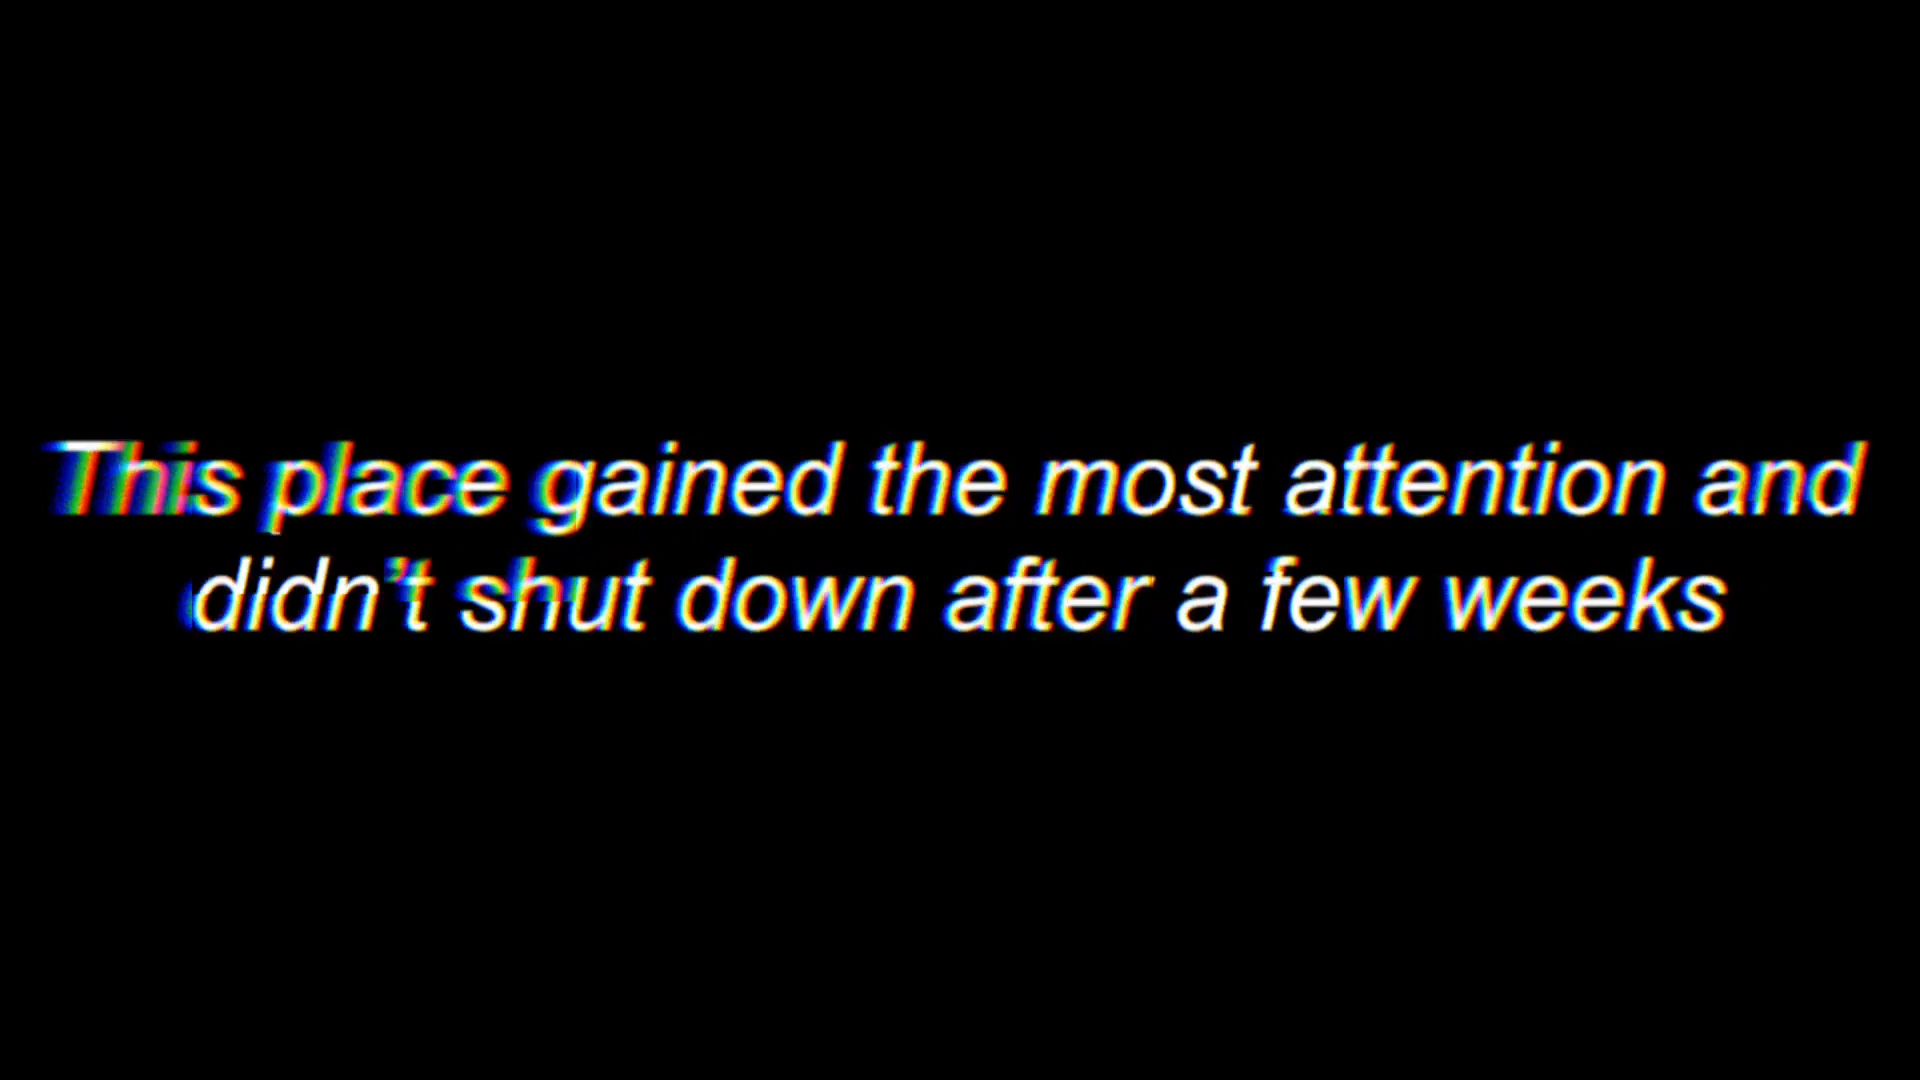 This place gained the most attention and
didn't shut down after a few weeks